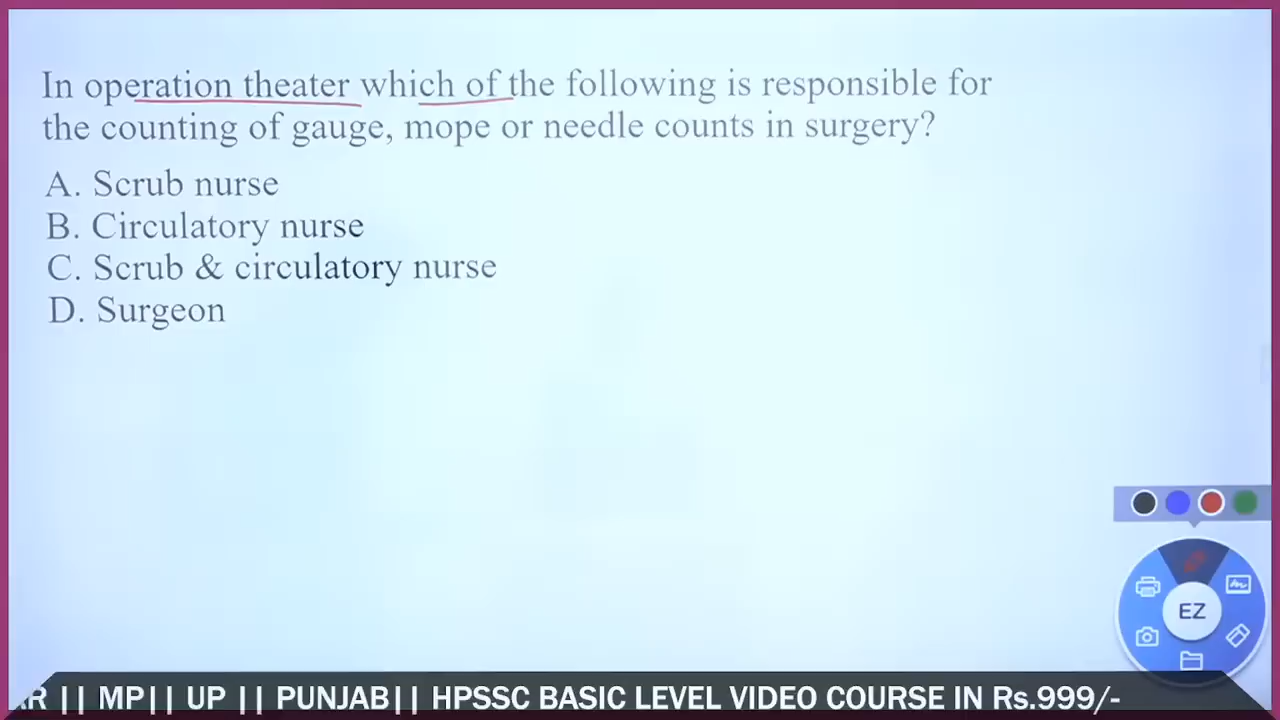 In operation theater which of the following is responsible for
the counting of gauge, mope or needle counts in surgery?
A. Scrub nurse
B. Circulatory nurse
C. Scrub & circulatory nurse
D. Surgeon
EZ
R || MP|| UP || PUNJAB|| HPSSC BASIC LEVEL VIDEO COURSE IN Rs.999/-